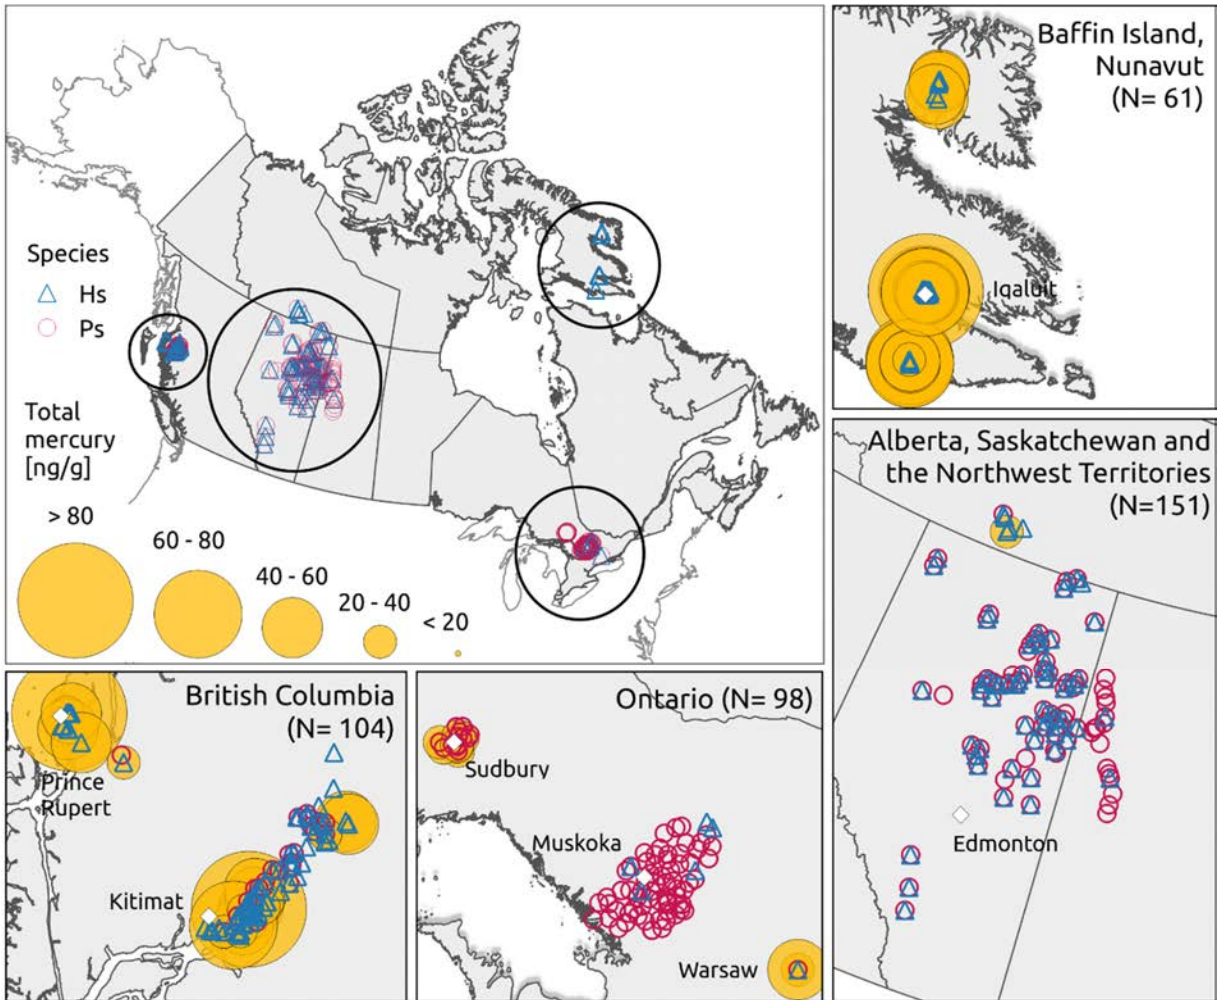 Species
Hs
Ps
Total
mercury
[ng/g]
> 80
60 - 80
40 - 60
20 - 40
< 20
Baffin Island,
Nunavut
(N= 61)
Iqaluit
Alberta, Saskatchewan and
the Northwest Territories
(N=151)
Edmonton
British Columbia
(N= 104)
Prince
Rupert
Kitimat
Ontario (N= 98)
Sudbury
Muskoka
Warsaw